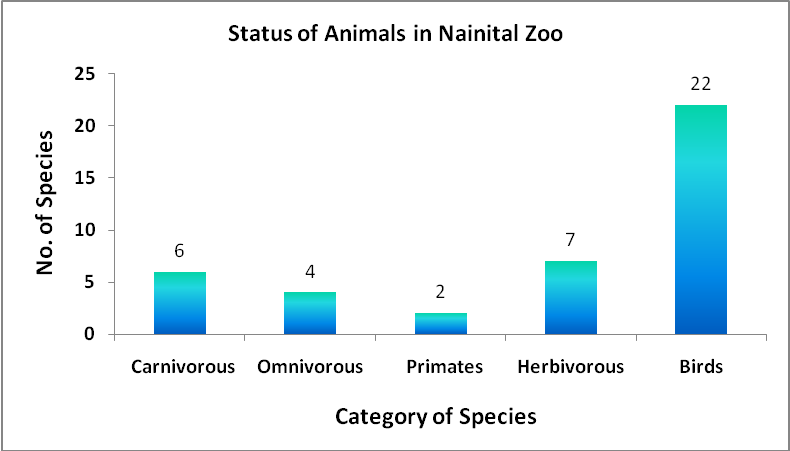 Status of Animals in Nainital Zoo
25
20
15
10
5
0
No. of Species
6
4
2
7
22
Carnivorous
Omnivorous
Primates
Herbivorous
Birds
Category of Species